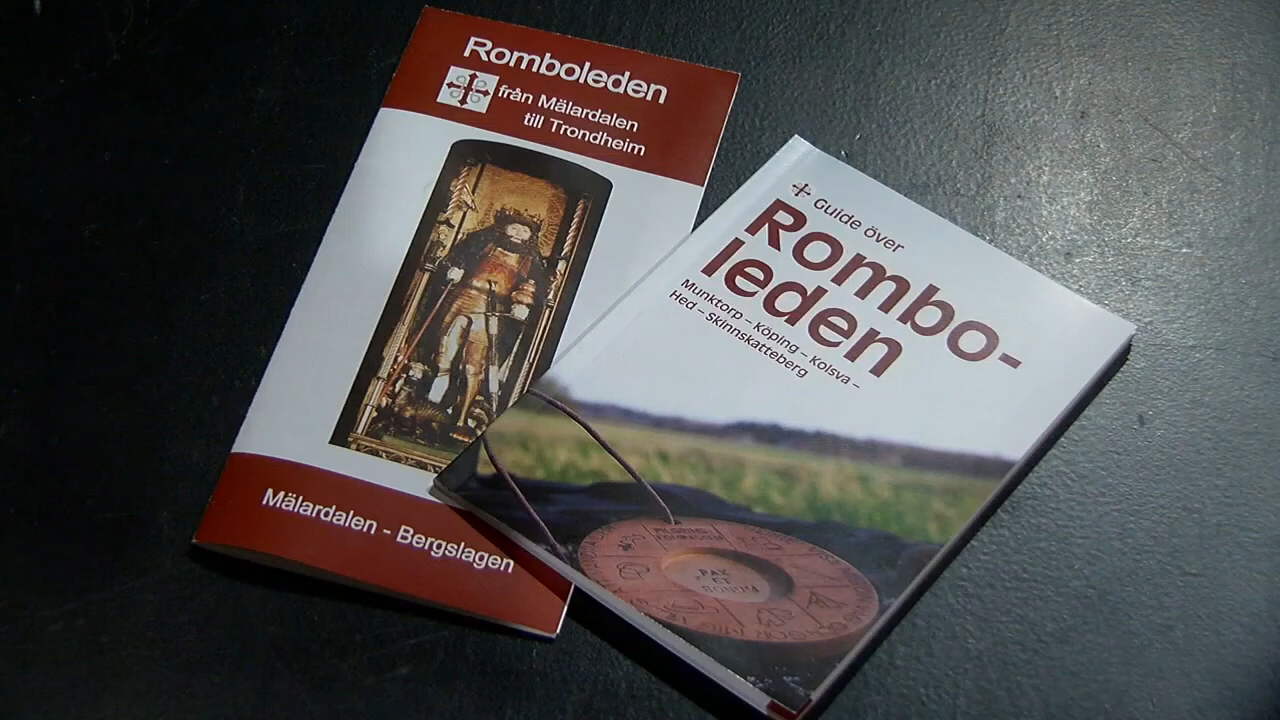 Romboleden
från Mälardalen
till Trondheim
Mälardalen - Bergslagen
Guide över
Rombo-
leden
Munktorp – Köping – Kolsva –
Hed – Skinnskatteberg
PAX
ET
BONUM